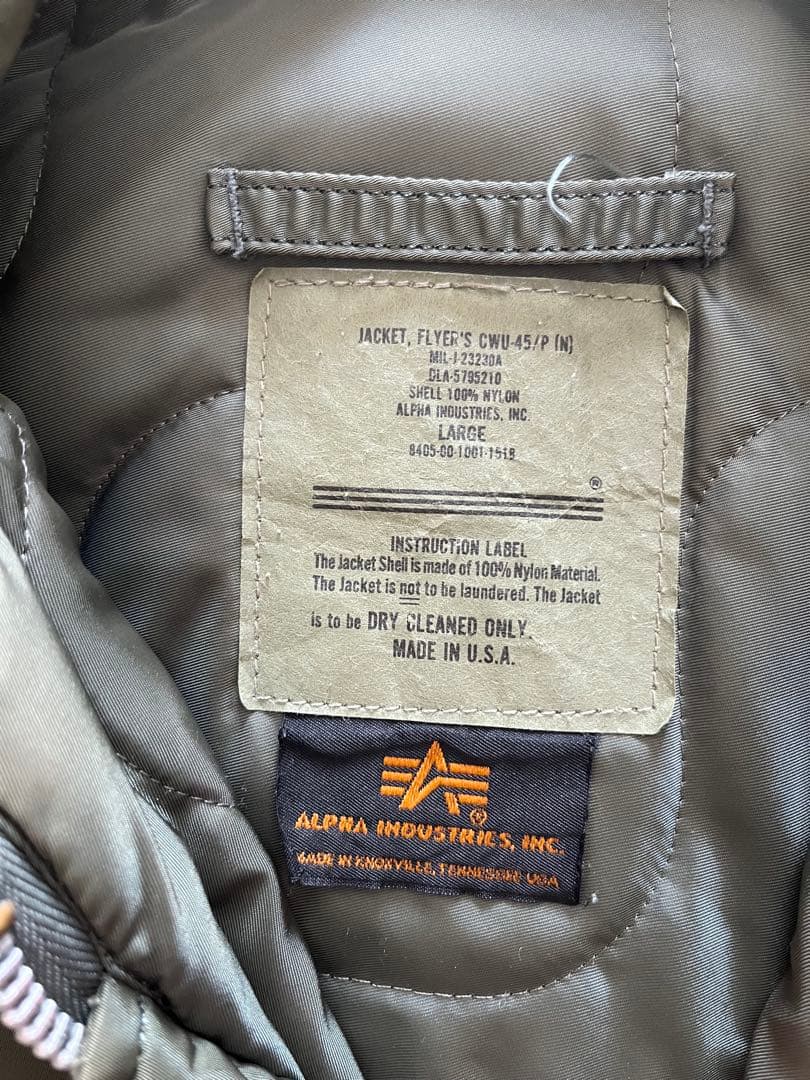 JACKET, FLYER'S CWU-45/P (N)
MIL-J-23230A
DLA-5795210
SHELL 100% NYLON
ALPHA INDUSTRIES, INC.
LARGE
8405-00-1001-1518
®
INSTRUCTION LABEL
The Jacket Shell is made of 100% Nylon Material.
The Jacket is not to be laundered. The Jacket
is to be DRY CLEANED ONLY.
MADE IN U.S.A.
®
ALPHA INDUSTRIES, INC.
MADE IN KNOXVILLE, TENNESSEE USA